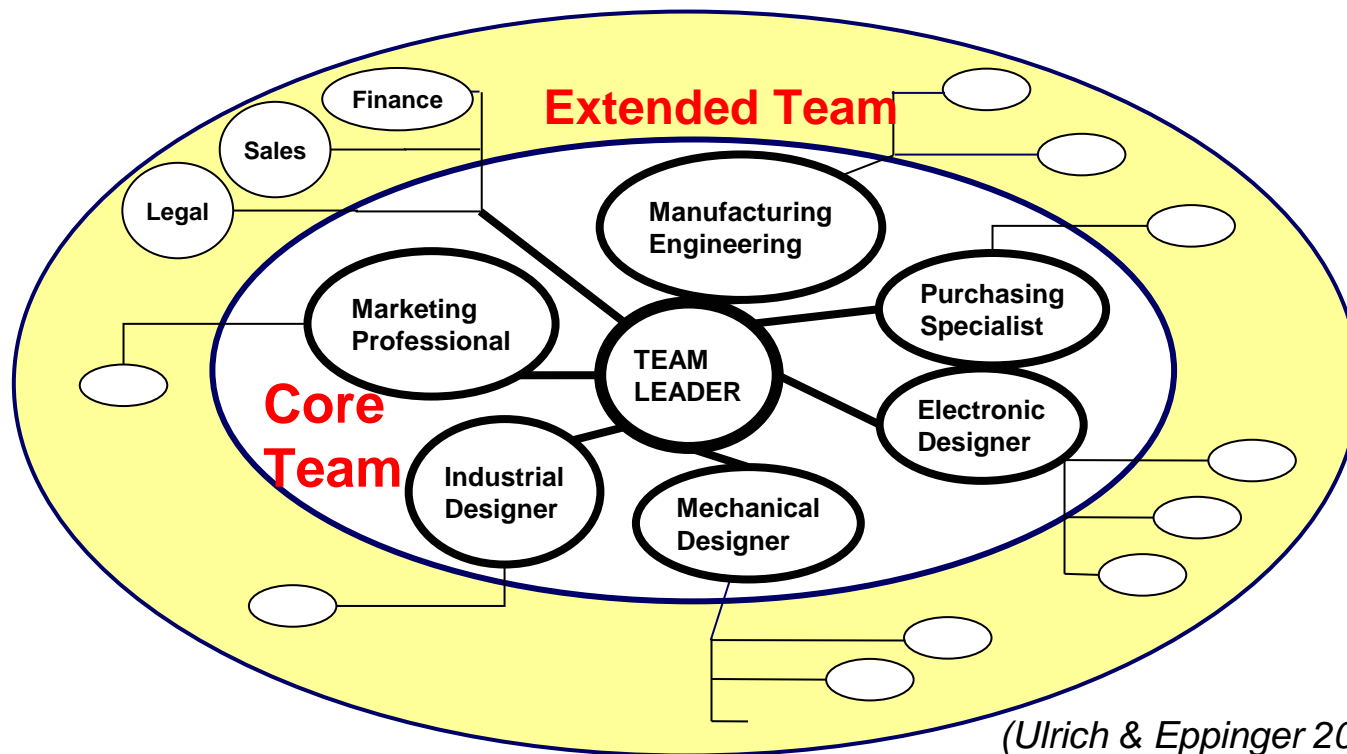 Finance
Extended Team
Sales
Legal
Manufacturing
Engineering
Marketing
Professional
Purchasing
Specialist
TEAM
LEADER
Core
Team
Electronic
Designer
Industrial
Designer
Mechanical
Designer
(Ulrich & Eppinger 20